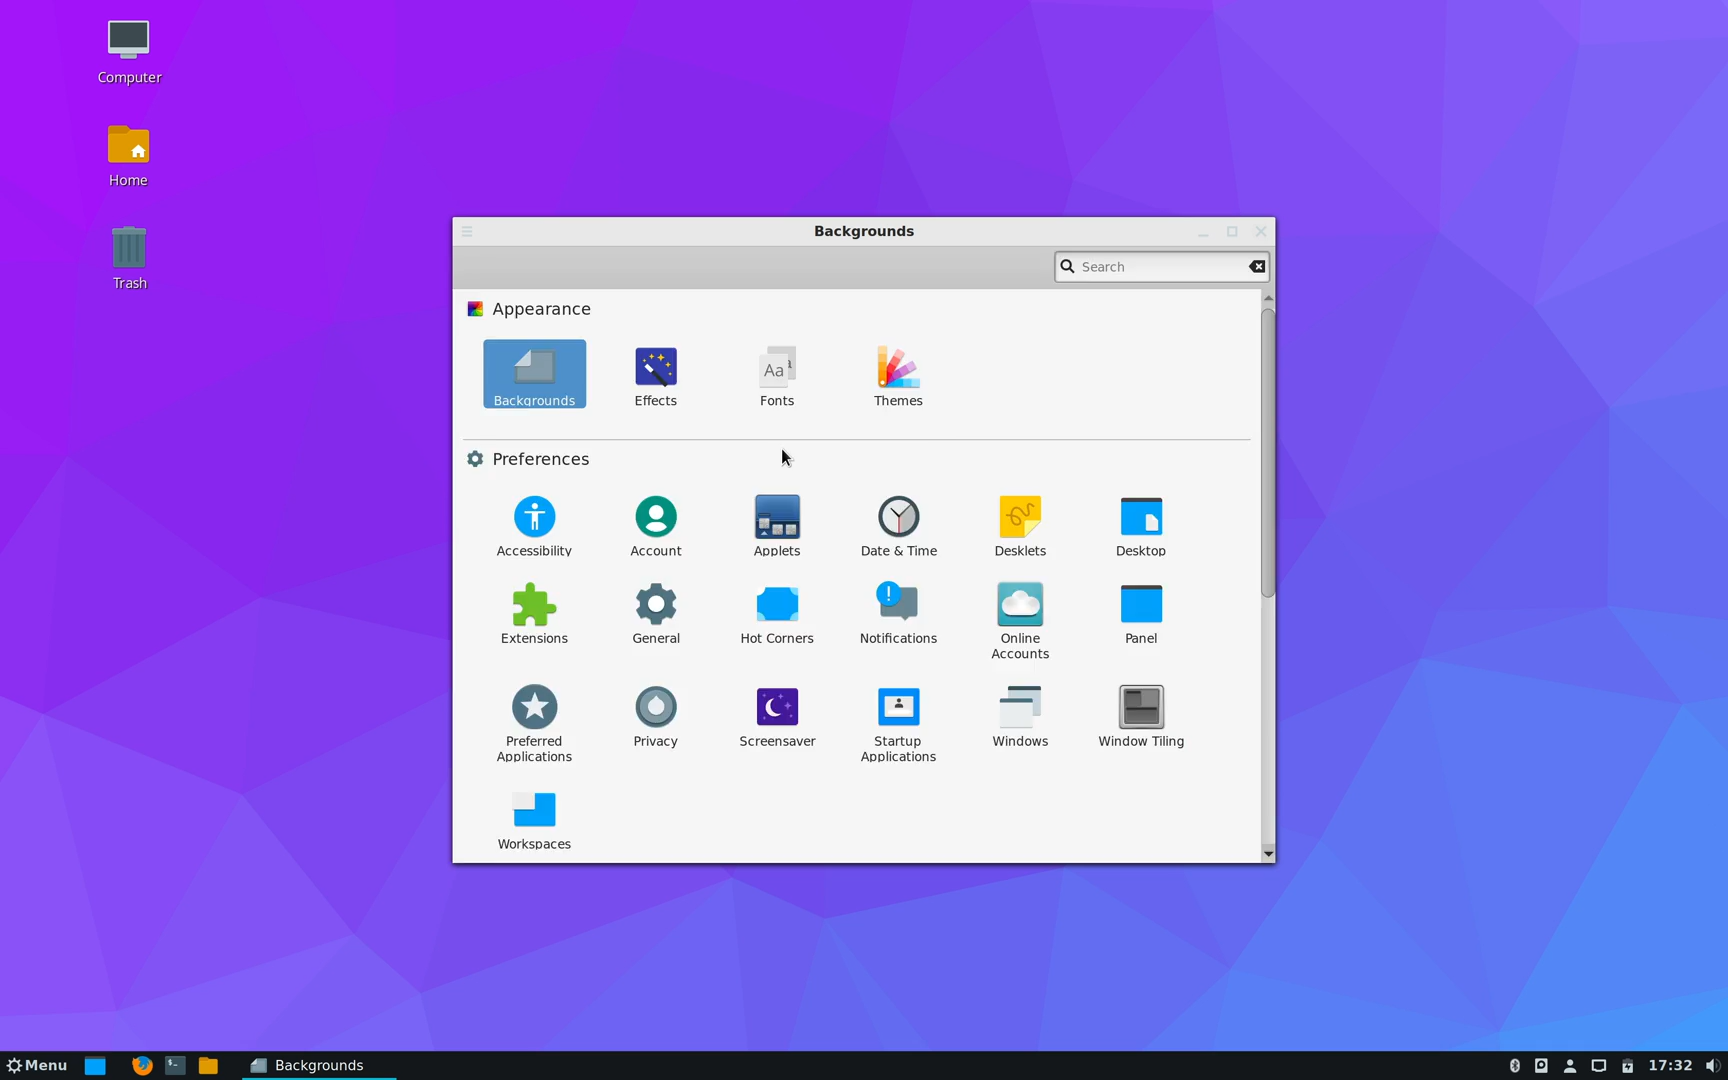 Computer
Home
Trash
Backgrounds
Search
Appearance
Backgrounds
Effects
Aa a
Fonts
Themes
Preferences
Accessibility
Account
Applets
Date & Time
Desklets
Desktop
Extensions
General
Hot Corners
!
Notifications
Online
Accounts
Panel
Preferred
Applications
Privacy
Screensaver
Startup
Applications
Windows
Window Tiling
Workspaces
Menu
$-
Backgrounds
17:32